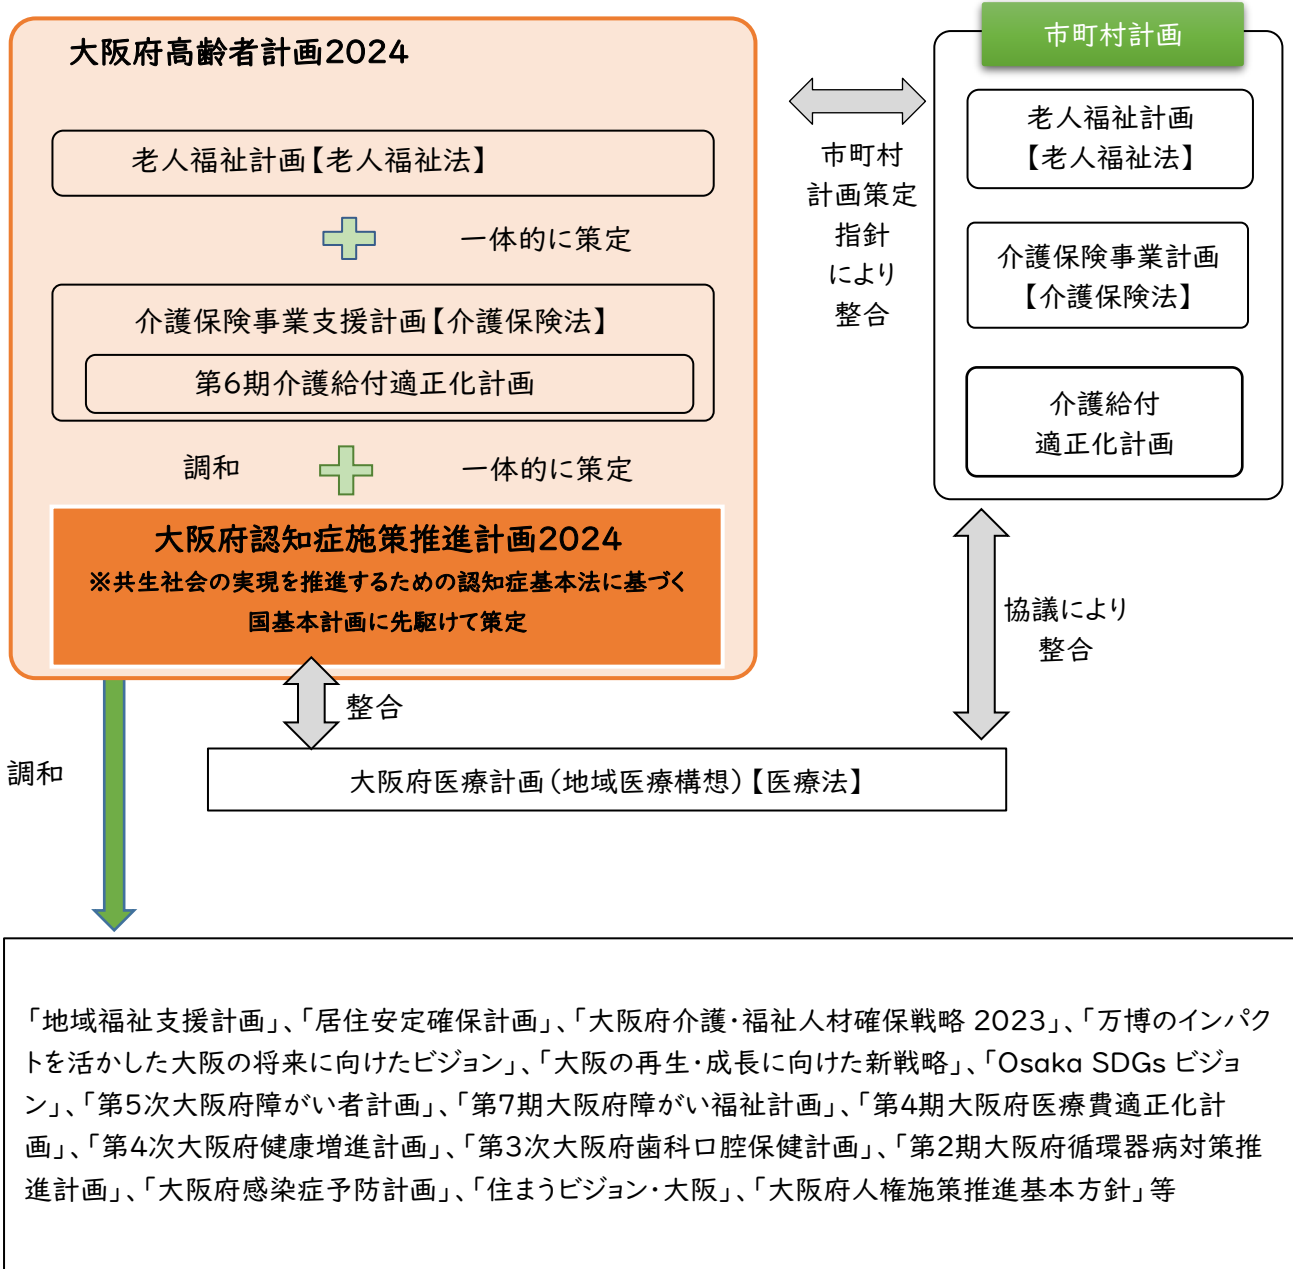 大阪府高齢者計画2024
老人福祉計画【老人福祉法】
一体的に策定
介護保険事業支援計画【介護保険法】
第6期介護給付適正化計画
調和
一体的に策定
大阪府認知症施策推進計画2024
※共生社会の実現を推進するための認知症基本法に基づく
国基本計画に先駆けて策定
市町村
計画策定
指針
により
整合
市町村計画
老人福祉計画
【老人福祉法】
介護保険事業計画
【介護保険法】
介護給付
適正化計画
協議により
整合
整合
大阪府医療計画（地域医療構想）【医療法】
調和
「地域福祉支援計画」、「居住安定確保計画」、「大阪府介護・福祉人材確保戦略 2023」、「万博のインパク
トを活かした大阪の将来に向けたビジョン」、「大阪の再生・成長に向けた新戦略」、「Osaka SDGs ビジョ
ン」、「第5次大阪府障がい者計画」、「第7期大阪府障がい福祉計画」、「第4期大阪府医療費適正化計
画」、「第4次大阪府健康増進計画」、「第3次大阪府歯科口腔保健計画」、「第2期大阪府循環器病対策推
進計画」、「大阪府感染症予防計画」、「住まうビジョン・大阪」、「大阪府人権施策推進基本方針」等